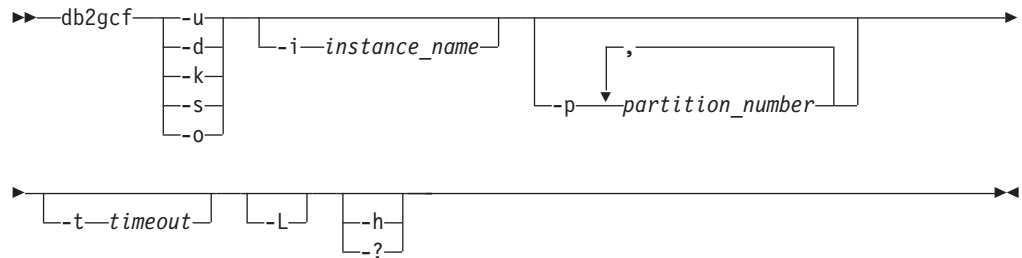 db2gcf -u -i instance_name ,
-d -p partition_number
-k
-s
-o
-t timeout -L -h
-?